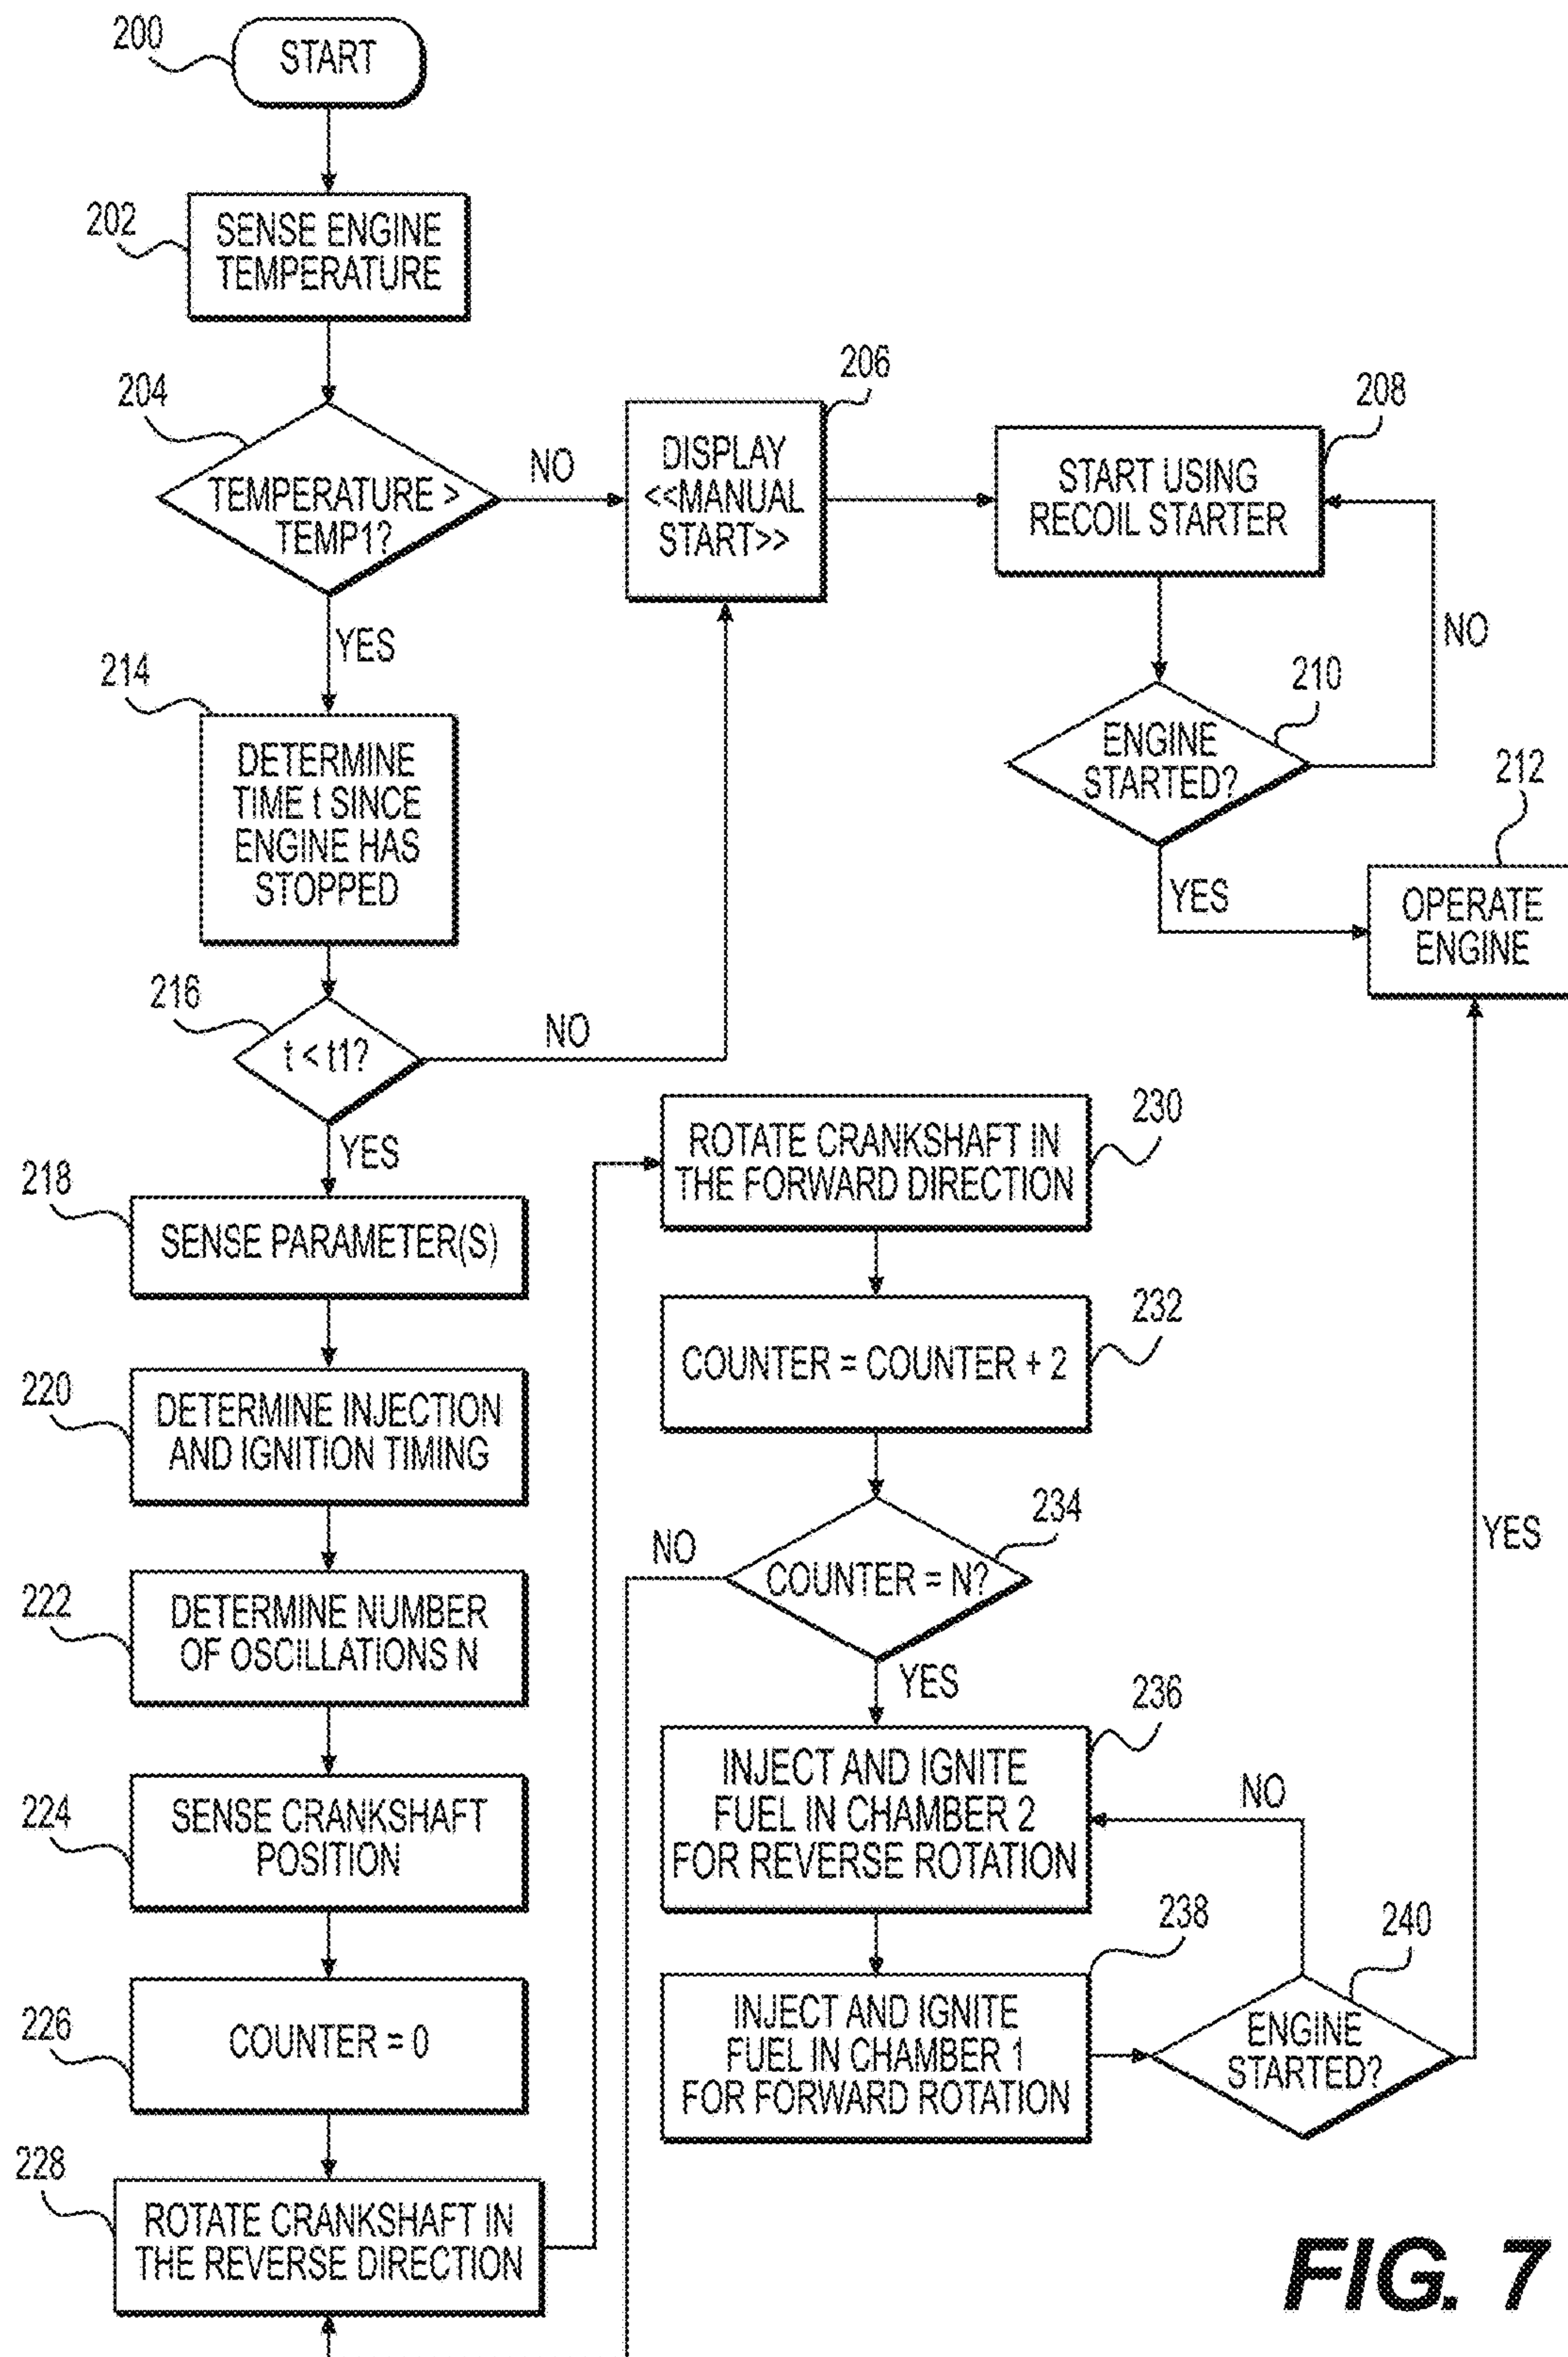 200
START
202
SENSE ENGINE
TEMPERATURE
204
TEMPERATURE >
TEMP1?
NO
YES
206
DISPLAY
<<MANUAL
START>>
208
START USING
RECOIL STARTER
NO
210
ENGINE
STARTED?
YES
212
OPERATE
ENGINE
214
DETERMINE
TIME t SINCE
ENGINE HAS
STOPPED
216
t < t1?
NO
YES
218
SENSE PARAMETER(S)
220
DETERMINE INJECTION
AND IGNITION TIMING
222
DETERMINE NUMBER
OF OSCILLATIONS N
224
SENSE CRANKSHAFT
POSITION
226
COUNTER = 0
228
ROTATE CRANKSHAFT IN
THE REVERSE DIRECTION
230
ROTATE CRANKSHAFT IN
THE FORWARD DIRECTION
232
COUNTER = COUNTER + 2
234
COUNTER = N?
NO
YES
236
INJECT AND IGNITE
FUEL IN CHAMBER 2
FOR REVERSE ROTATION
238
INJECT AND IGNITE
FUEL IN CHAMBER 1
FOR FORWARD ROTATION
240
ENGINE
STARTED?
NO
YES
FIG. 7